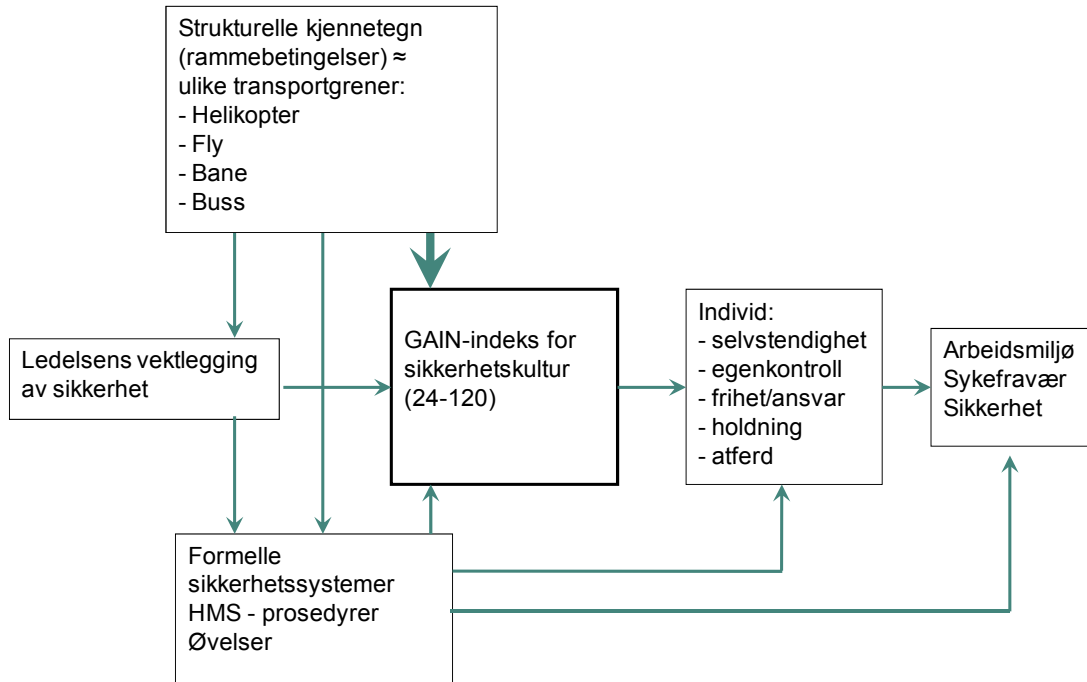 Strukturelle kjennetegn
(rammebetingelser) ≈
ulike transportgrener:
- Helikopter
- Fly
- Bane
- Buss
Ledelsens vektlegging
av sikkerhet
GAIN-indeks for
sikkerhetskultur
(24-120)
Individ:
- selvstendighet
- egenkontroll
- frihet/ansvar
- holdning
- atferd
Arbeidsmiljø
Sykefravær
Sikkerhet
Formelle
sikkerhetssystemer
HMS - prosedyrer
Øvelser